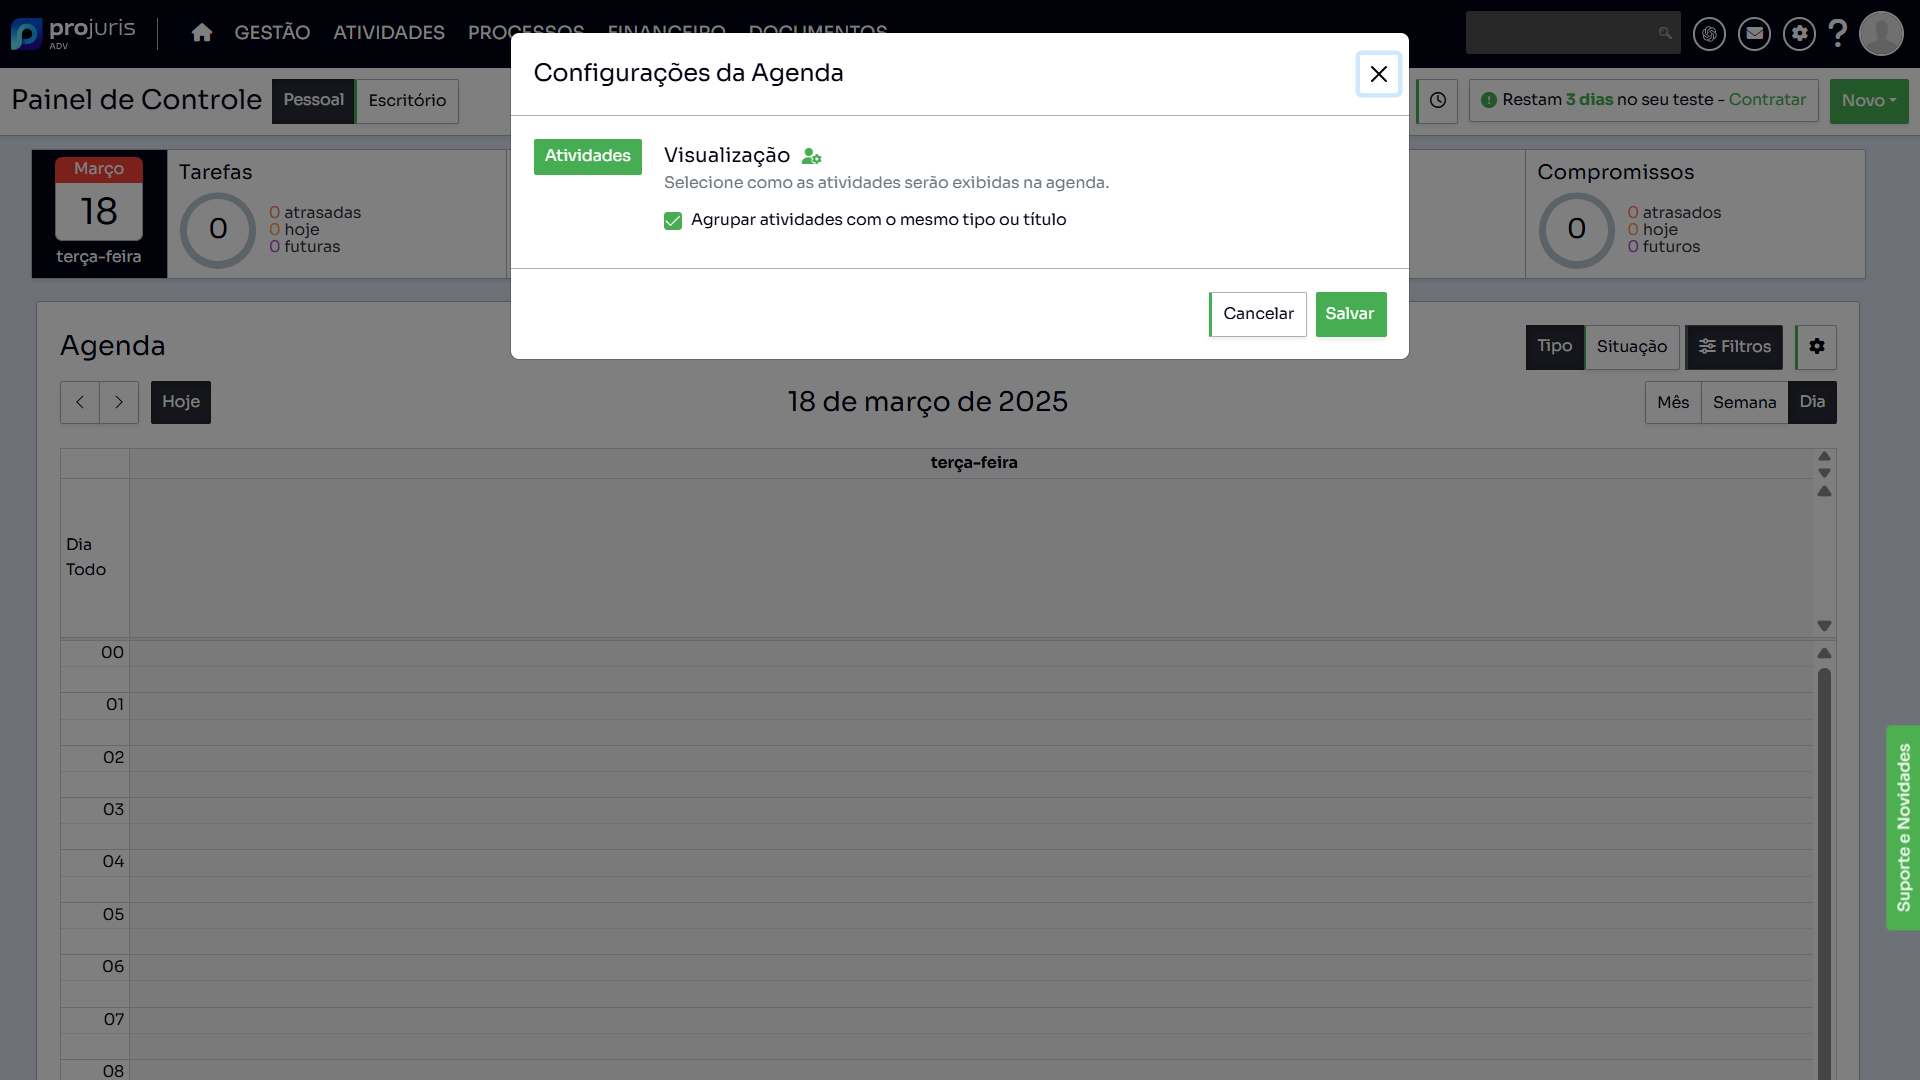 projuris
ADV
GESTÃO
ATIVIDADES
PROCESSOS
FINANCEIRO
DOCUMENTOS
Painel de Controle
Pessoal
Escritório
Restam 3 dias no seu teste - Contratar
Novo
Configurações da Agenda
Atividades
Visualização
Selecione como as atividades serão exibidas na agenda.
Agrupar atividades com o mesmo tipo ou título
Cancelar
Salvar
Março
18
terça-feira
Tarefas
0
0 atrasadas
0 hoje
0 futuras
Compromissos
0
0 atrasados
0 hoje
0 futuros
Agenda
Tipo
Situação
Filtros
Hoje
18 de março de 2025
Mês
Semana
Dia
terça-feira
Dia
Todo
00
01
02
03
04
05
06
07
08
Suporte e Novidades